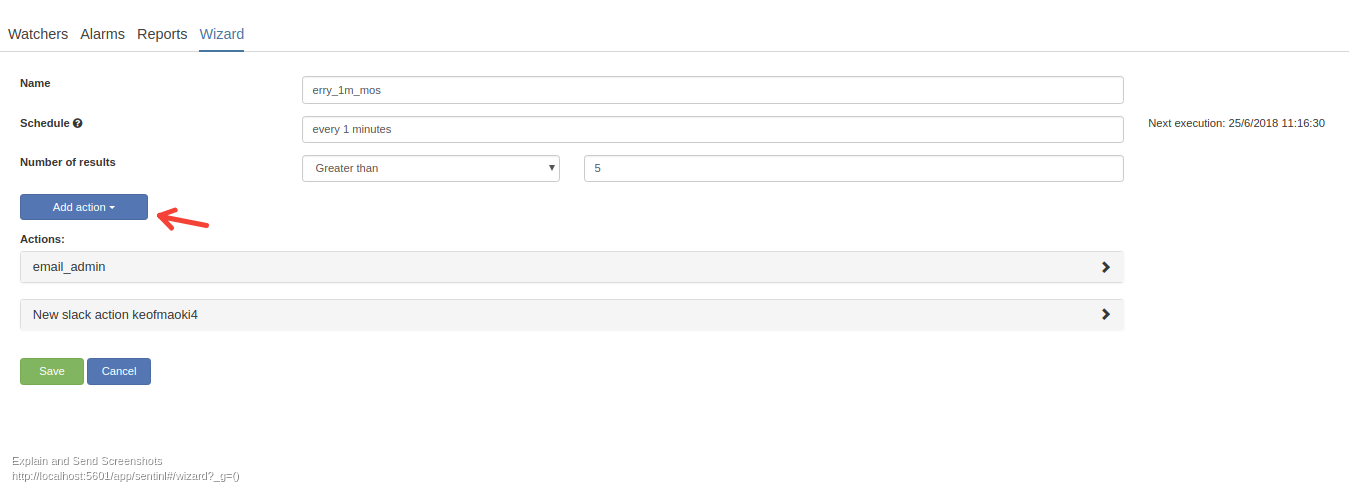 Watchers Alarms Reports Wizard
Name erry_1m_mos
Schedule every 1 minutes Next execution: 25/6/2018 11:16:30
Number of results Greater than 5
Add action
Actions:
email_admin
New slack action keofmaoki4
Save Cancel
Explain and Send Screenshots
http://localhost:5601/app/sentinl#/wizard?_g=()